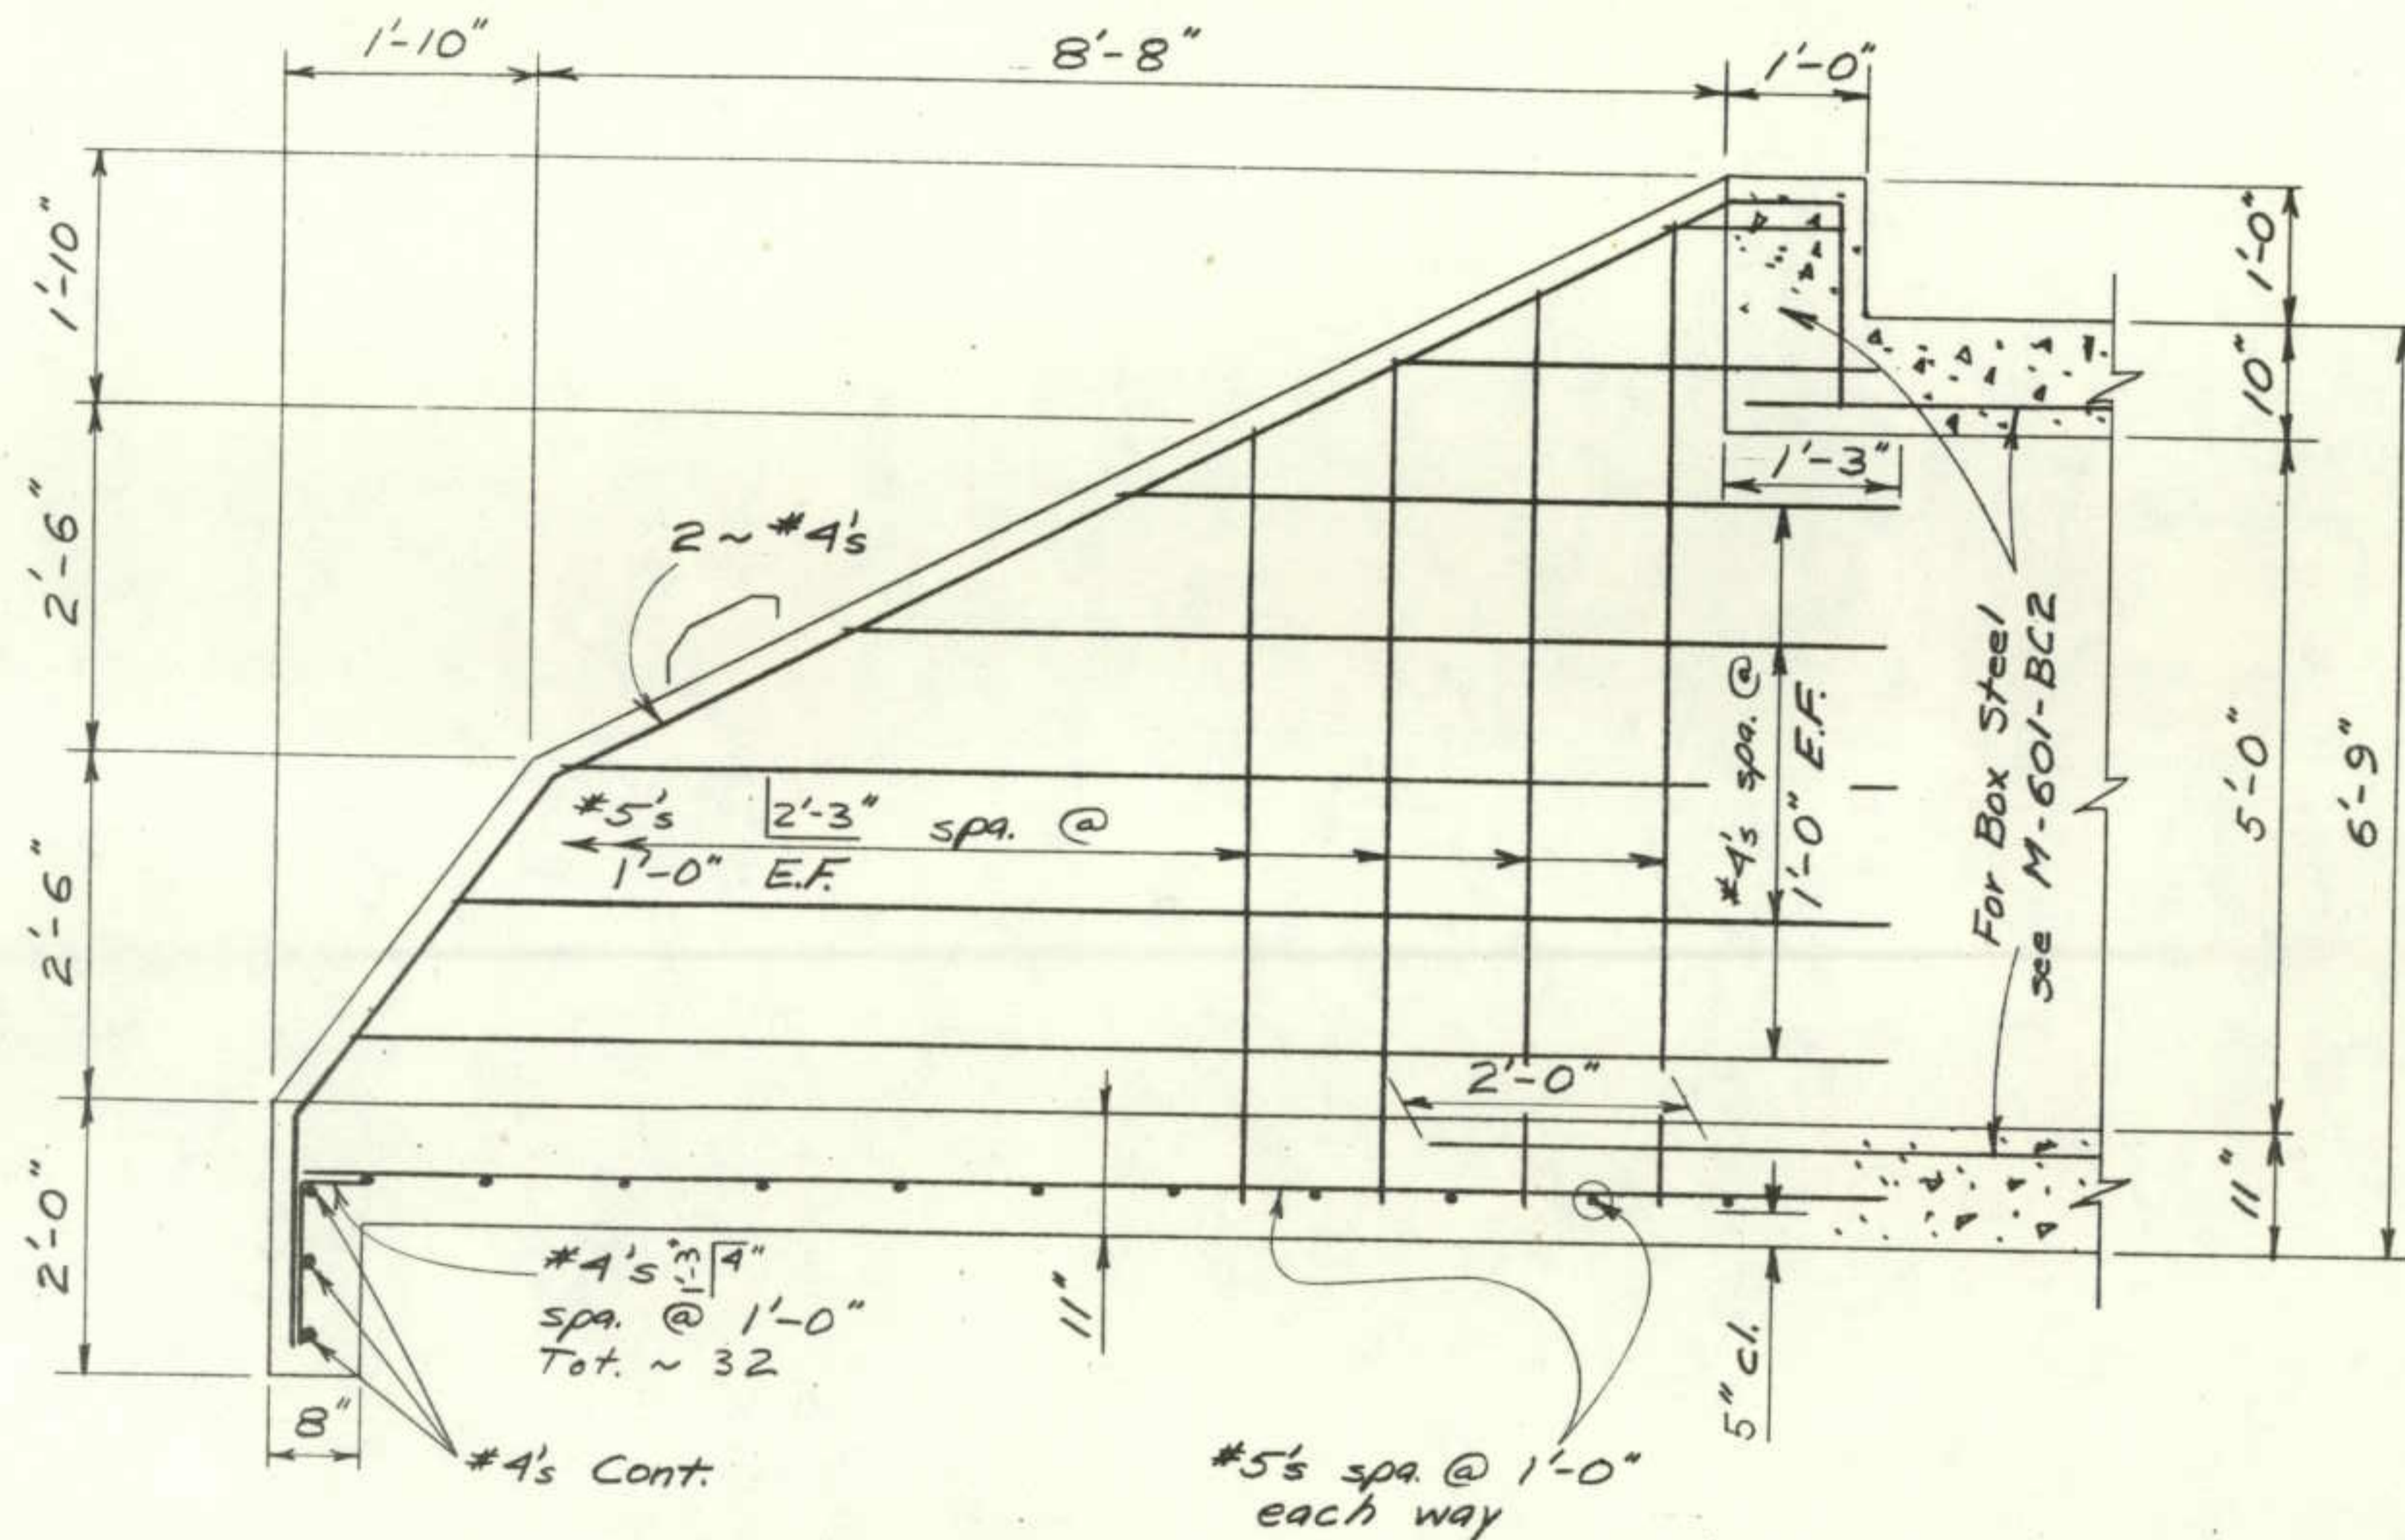 1'-10"
8'-8"
1'-0"
1'-10"
2'-6"
2'-6"
2'-0"
1'-0"
10"
5'-0"
6'-9"
11"
1'-3"
2 ~ #4's
#5's 2'-3" spa. @
1'-0" E.F.
#4's spa. @
1'-0" E.F.
For Box Steel
see M-601-BC2
2'-0"
#4's 1'-3" 4"
spa. @ 1'-0"
Tot. ~ 32
11"
5" cl.
8"
#4's Cont.
#5's spa. @ 1'-0"
each way